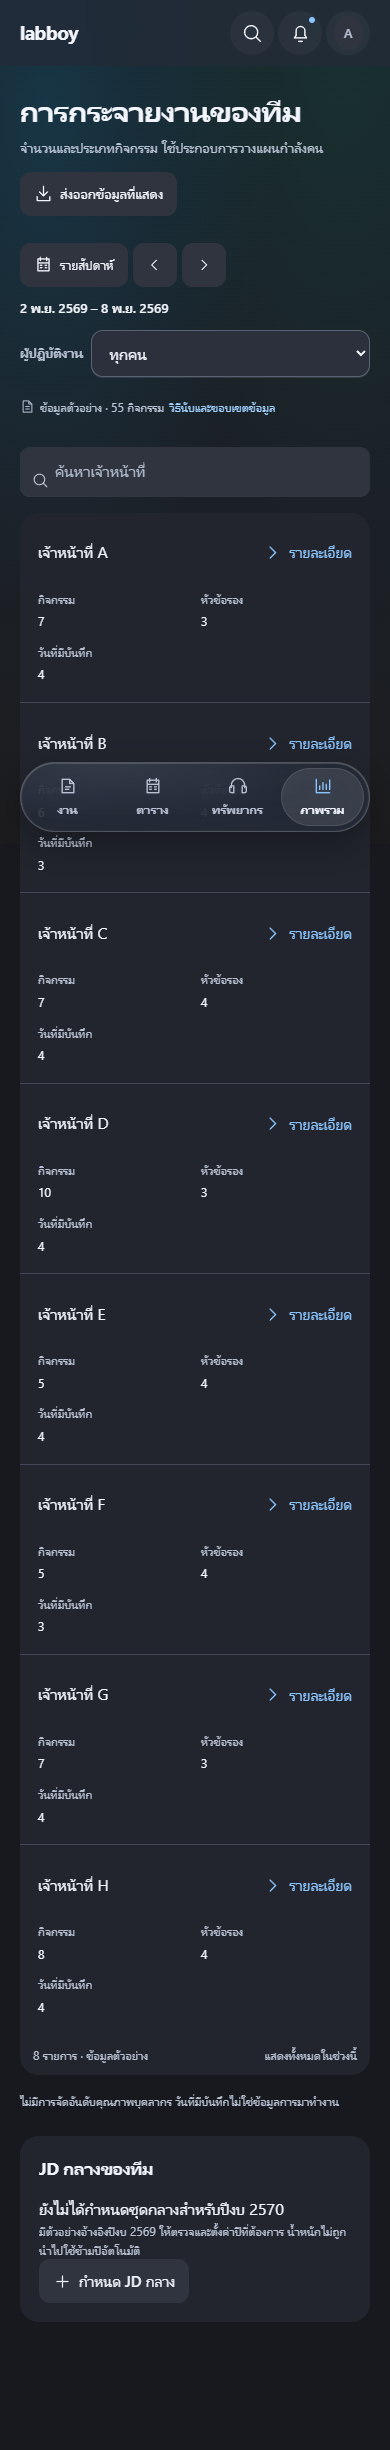 labboy
A
การกระจายงานของทีม
จำนวนและประเภทกิจกรรม ใช้ประกอบการวางแผนกำลังคน
ส่งออกข้อมูลที่แสดง
รายสัปดาห์
2 พ.ย. 2569 – 8 พ.ย. 2569
ผู้ปฏิบัติงาน ทุกคน
ข้อมูลตัวอย่าง · 55 กิจกรรม วิธีนับและขอบเขตข้อมูล
ค้นหาเจ้าหน้าที่
เจ้าหน้าที่ A รายละเอียด
กิจกรรม หัวข้อรอง
7 3
วันที่มีบันทึก
4
เจ้าหน้าที่ B รายละเอียด
งาน ตาราง ทรัพยากร ภาพรวม
วันที่มีบันทึก
3
เจ้าหน้าที่ C รายละเอียด
กิจกรรม หัวข้อรอง
7 4
วันที่มีบันทึก
4
เจ้าหน้าที่ D รายละเอียด
กิจกรรม หัวข้อรอง
10 3
วันที่มีบันทึก
4
เจ้าหน้าที่ E รายละเอียด
กิจกรรม หัวข้อรอง
5 4
วันที่มีบันทึก
4
เจ้าหน้าที่ F รายละเอียด
กิจกรรม หัวข้อรอง
5 4
วันที่มีบันทึก
3
เจ้าหน้าที่ G รายละเอียด
กิจกรรม หัวข้อรอง
7 3
วันที่มีบันทึก
4
เจ้าหน้าที่ H รายละเอียด
กิจกรรม หัวข้อรอง
8 4
วันที่มีบันทึก
4
8 รายการ · ข้อมูลตัวอย่าง แสดงทั้งหมดในช่วงนี้
ไม่มีการจัดอันดับคุณภาพบุคลากร วันที่มีบันทึกไม่ใช่ข้อมูลการมาทำงาน
JD กลางของทีม
ยังไม่ได้กำหนดชุดกลางสำหรับปีงบ 2570
มีตัวอย่างอ้างอิงปีงบ 2569 ให้ตรวจและตั้งค่าปีที่ต้องการ น้ำหนักไม่ถูก
นำไปใช้ข้ามปีอัตโนมัติ
กำหนด JD กลาง